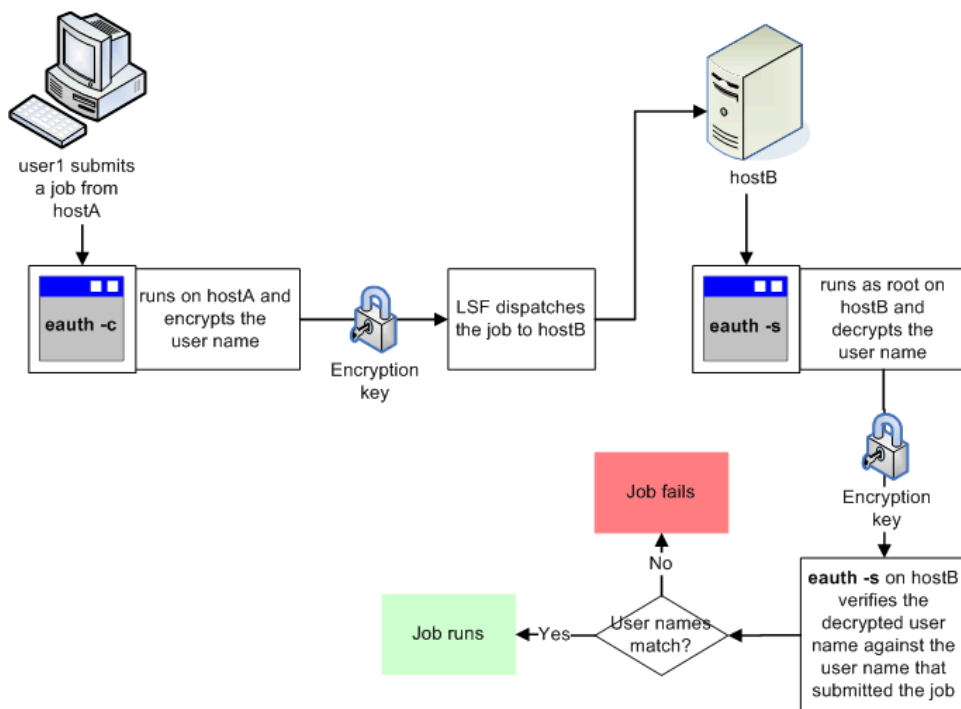 user1 submits
a job from
hostA
eauth -c
runs on hostA and
encrypts the
user name
Encryption
key
LSF dispatches
the job to hostB
hostB
eauth -s
runs as root on
hostB and
decrypts the
user name
Encryption
key
eauth -s on hostB
verifies the
decrypted user
name against the
user name that
submitted the job
User names
match?
No
Job fails
Yes
Job runs